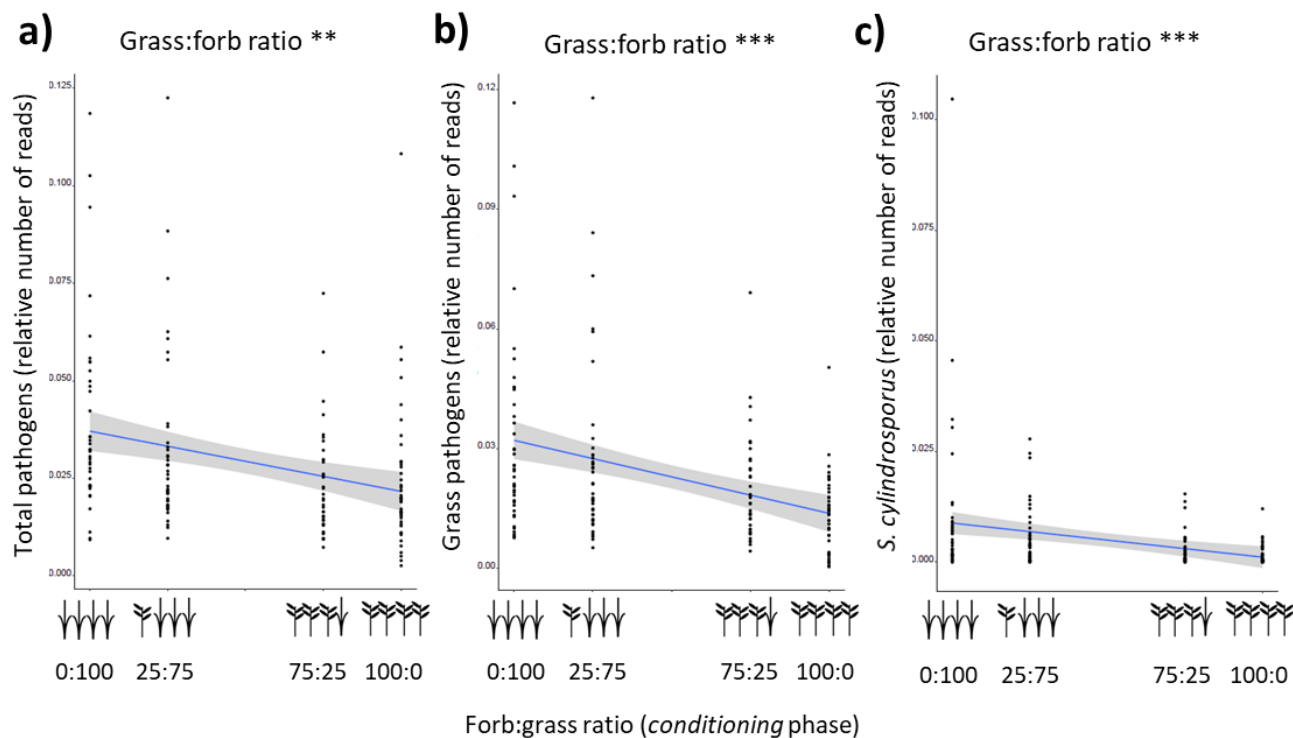 a)
Grass:forb ratio **
Total pathogens (relative number of reads)
0.125
0.100
0.075
0.050
0.025
0.000
0:100 25:75 75:25 100:0
b)
Grass:forb ratio ***
Grass pathogens (relative number of reads)
0.12
0.09
0.06
0.03
0.00
0:100 25:75 75:25 100:0
c)
Grass:forb ratio ***
S. cylindrosporus (relative number of reads)
0.100
0.075
0.050
0.025
0.000
0:100 25:75 75:25 100:0
Forb:grass ratio (conditioning phase)